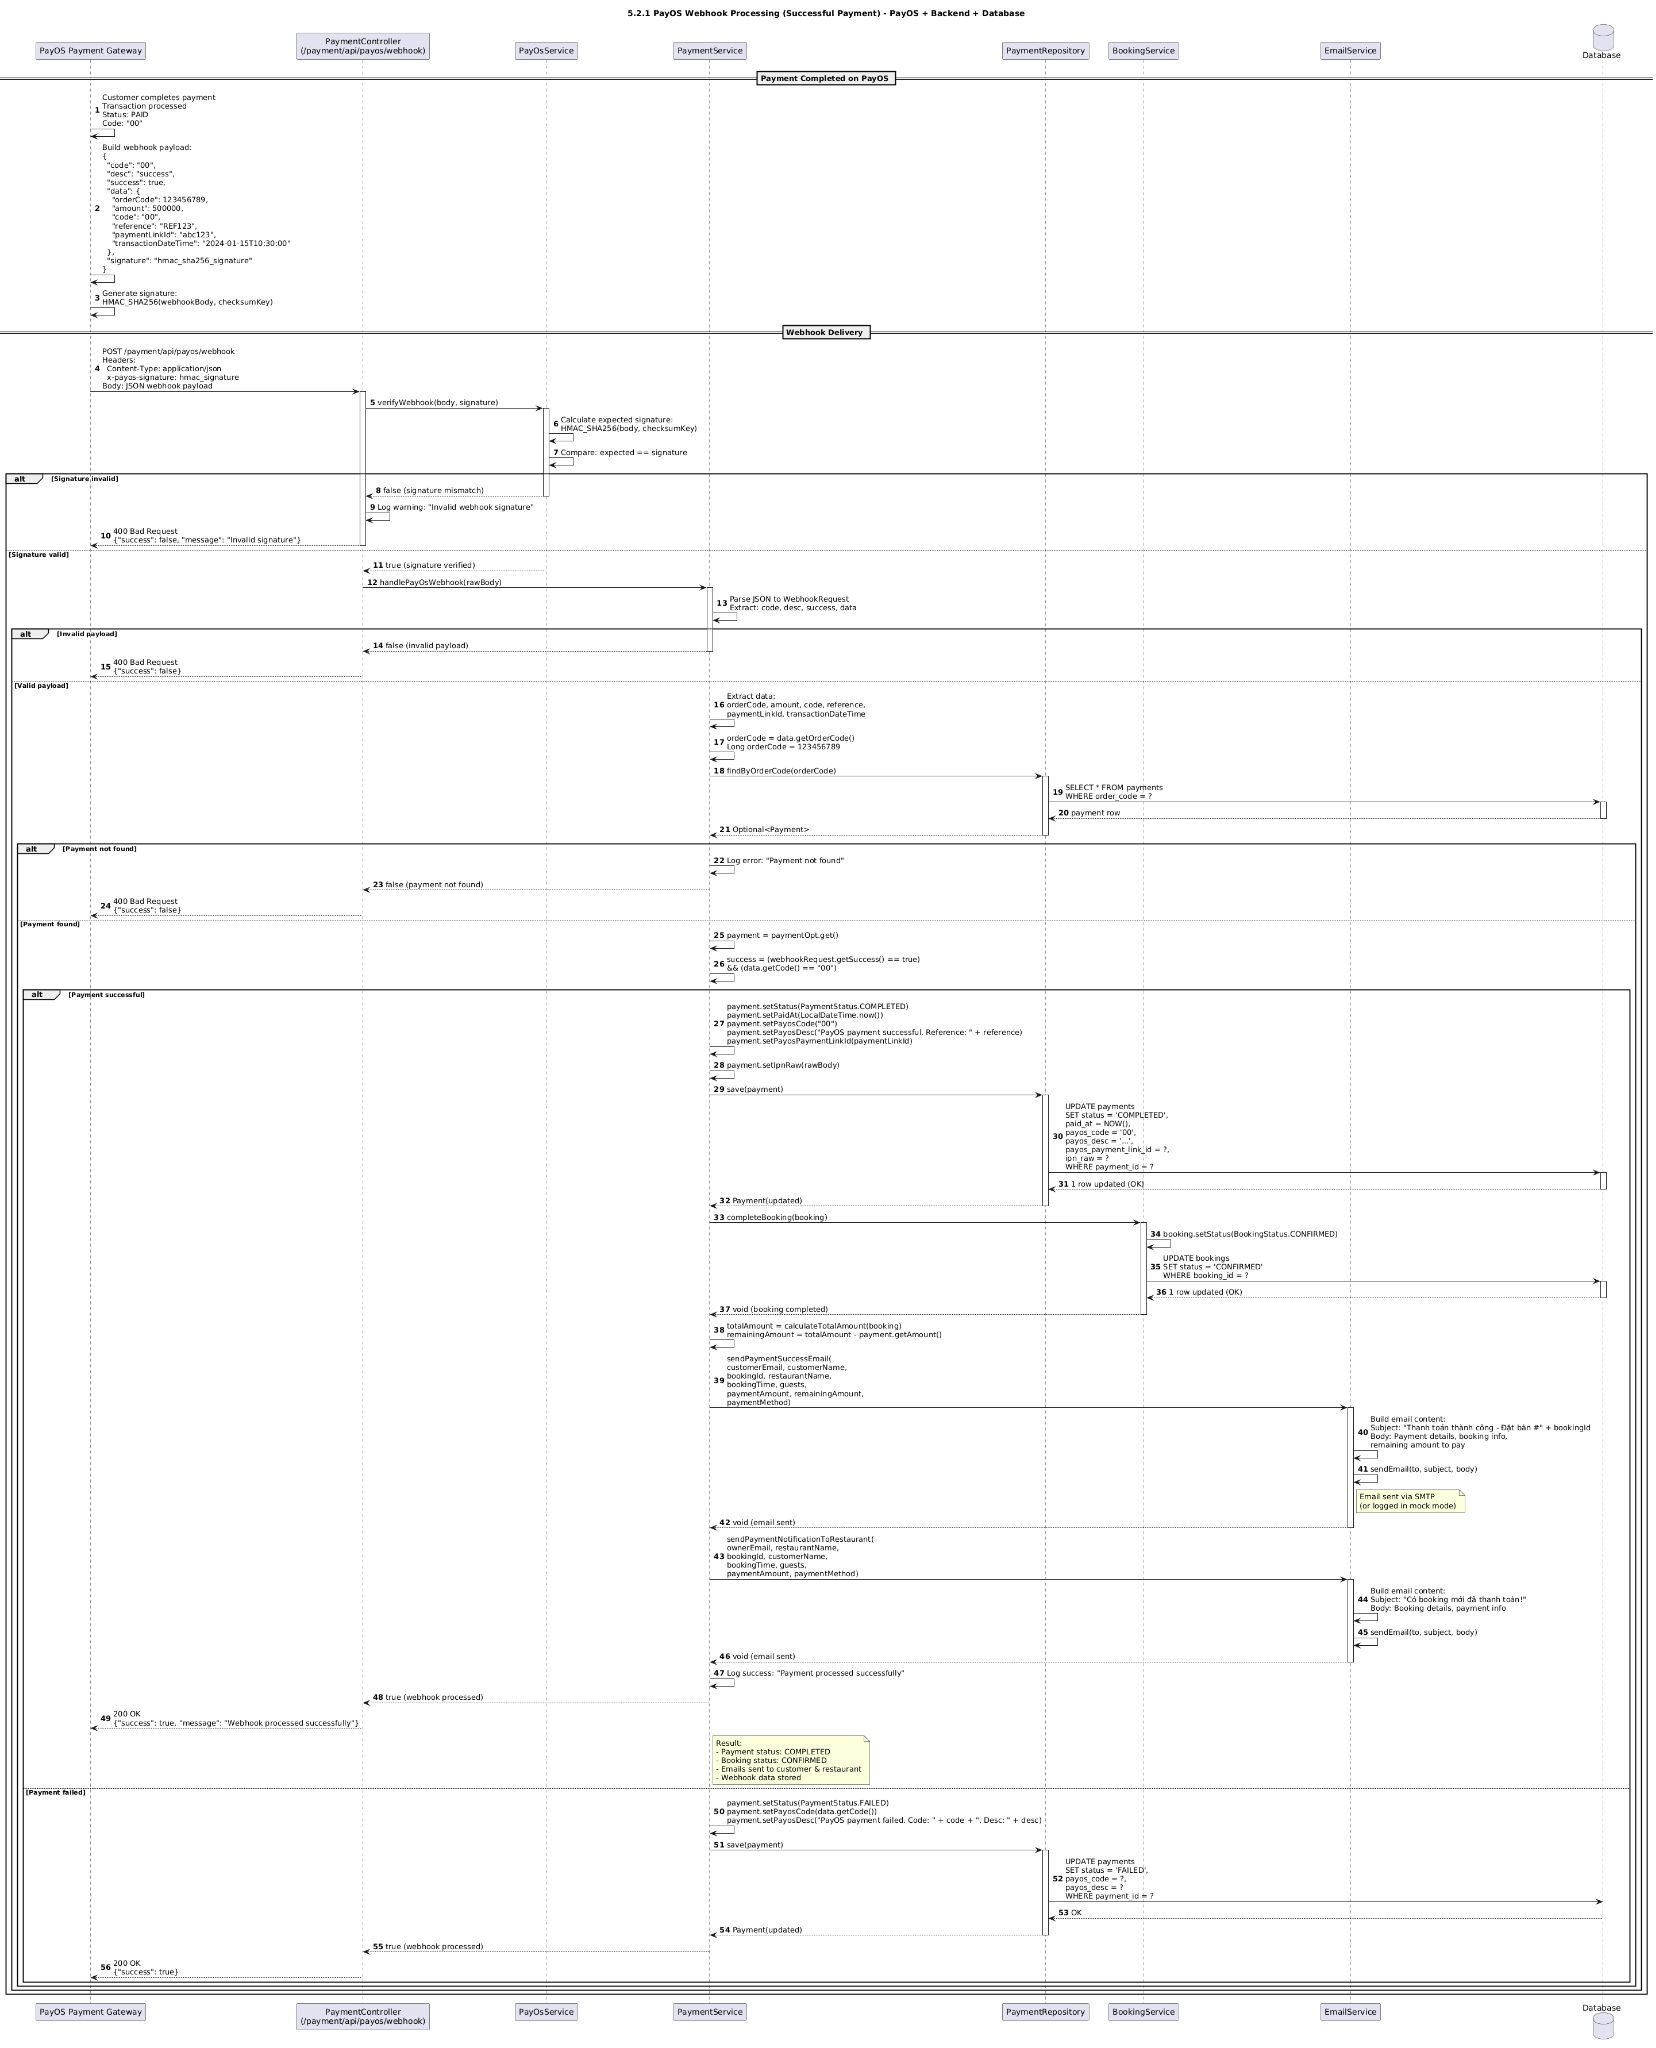 5.2.1 PayOS Webhook Processing (Successful Payment) - PayOS + Backend + Database
PayOS Payment Gateway
PaymentController
(/payment/api/payos/webhook)
PayOsService
PaymentService
PaymentRepository
BookingService
EmailService
Database
Payment Completed on PayOS
1 Customer completes payment
Transaction processed
Status: PAID
Code: "00"
2 Build webhook payload:
{
"code": "00",
"desc": "success",
"success": true,
"data": {
"orderCode": 123456789,
"amount": 500000,
"code": "00",
"reference": "REF123",
"paymentLinkId": "abc123",
"transactionDateTime": "2024-01-15T10:30:00"
},
"signature": "hmac_sha256_signature"
}
3 Generate signature:
HMAC_SHA256(webhookBody, checksumKey)
Webhook Delivery
4 POST /payment/api/payos/webhook
Headers:
Content-Type: application/json
x-payos-signature: hmac_signature
Body: JSON webhook payload
5 verifyWebhook(body, signature)
6 Calculate expected signature:
HMAC_SHA256(body, checksumKey)
7 Compare: expected == signature
alt [Signature invalid]
8 false (signature mismatch)
9 Log warning: "Invalid webhook signature"
10 400 Bad Request
{"success": false, "message": "Invalid signature"}
[Signature valid]
11 true (signature verified)
12 handlePayOsWebhook(rawBody)
13 Parse JSON to WebhookRequest
Extract: code, desc, success, data
alt [Invalid payload]
14 false (invalid payload)
15 400 Bad Request
{"success": false}
[Valid payload]
16 Extract data:
orderCode, amount, code, reference,
paymentLinkId, transactionDateTime
17 orderCode = data.getOrderCode()
Long orderCode = 123456789
18 findByOrderCode(orderCode)
19 SELECT * FROM payments
WHERE order_code = ?
20 payment row
21 Optional<Payment>
alt [Payment not found]
22 Log error: "Payment not found"
23 false (payment not found)
24 400 Bad Request
{"success": false}
[Payment found]
25 payment = paymentOpt.get()
26 success = (webhookRequest.getSuccess() == true)
&& (data.getCode() == "00")
alt [Payment successful]
27 payment.setStatus(PaymentStatus.COMPLETED)
payment.setPaidAt(LocalDateTime.now())
payment.setPayosCode("00")
payment.setPayosDesc("PayOS payment successful. Reference: " + reference)
payment.setPayosPaymentLinkId(paymentLinkId)
28 payment.setIpnRaw(rawBody)
29 save(payment)
30 UPDATE payments
SET status = 'COMPLETED',
paid_at = NOW(),
payos_code = '00',
payos_desc = '...',
payos_payment_link_id = ?,
ipn_raw = ?
WHERE payment_id = ?
31 1 row updated (OK)
32 Payment(updated)
33 completeBooking(booking)
34 booking.setStatus(BookingStatus.CONFIRMED)
35 UPDATE bookings
SET status = 'CONFIRMED'
WHERE booking_id = ?
36 1 row updated (OK)
37 void (booking completed)
38 totalAmount = calculateTotalAmount(booking)
remainingAmount = totalAmount - payment.getAmount()
39 sendPaymentSuccessEmail(
customerEmail, customerName,
bookingId, restaurantName,
bookingTime, guests,
paymentAmount, remainingAmount,
paymentMethod)
40 Build email content:
Subject: "Thanh toán thành công - Đặt bàn #" + bookingId
Body: Payment details, booking info,
remaining amount to pay
41 sendEmail(to, subject, body)
Email sent via SMTP
(or logged in mock mode)
42 void (email sent)
43 sendPaymentNotificationToRestaurant(
ownerEmail, restaurantName,
bookingId, customerName,
bookingTime, guests,
paymentAmount, paymentMethod)
44 Build email content:
Subject: "Có booking mới đã thanh toán!"
Body: Booking details, payment info
45 sendEmail(to, subject, body)
46 void (email sent)
47 Log success: "Payment processed successfully"
48 true (webhook processed)
49 200 OK
{"success": true, "message": "Webhook processed successfully"}
Result:
- Payment status: COMPLETED
- Booking status: CONFIRMED
- Emails sent to customer & restaurant
- Webhook data stored
[Payment failed]
50 payment.setStatus(PaymentStatus.FAILED)
payment.setPayosCode(data.getCode())
payment.setPayosDesc("PayOS payment failed. Code: " + code + ", Desc: " + desc)
51 save(payment)
52 UPDATE payments
SET status = 'FAILED',
payos_code = ?,
payos_desc = ?
WHERE payment_id = ?
53 OK
54 Payment(updated)
55 true (webhook processed)
56 200 OK
{"success": true}
PayOS Payment Gateway
PaymentController
(/payment/api/payos/webhook)
PayOsService
PaymentService
PaymentRepository
BookingService
EmailService
Database